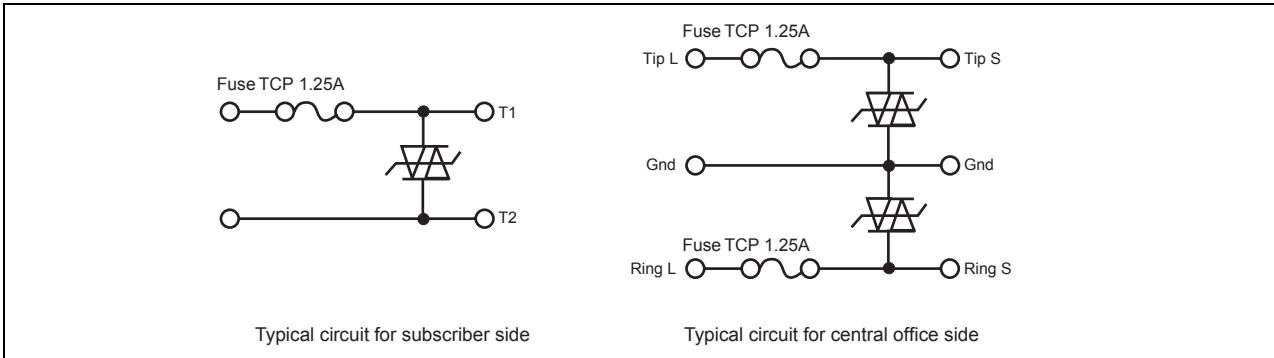 Fuse TCP 1.25A
T1
T2
Typical circuit for subscriber side
Fuse TCP 1.25A
Tip L
Tip S
Gnd
Gnd
Fuse TCP 1.25A
Ring L
Ring S
Typical circuit for central office side